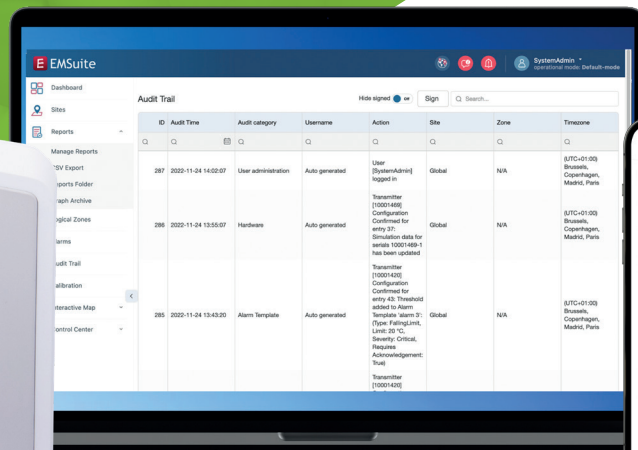 E EMSuite
SystemAdmin
operational mode: Default-mode
Dashboard
Sites
Reports
Manage Reports
SV Export
ports Folder
raph Archive
ogical Zones
larms
udit Trail
alibration
nteractive Map
ontrol Center
Audit Trail
Hide signed
Sign
Search...
ID Audit Time Audit category Username Action Site Zone Timezone
287 2022-11-24 14:02:07 User administration Auto generated
User
[SystemAdmin]
logged in
Global N/A
(UTC+01:00)
Brussels,
Copenhagen,
Madrid, Paris
286 2022-11-24 13:55:07 Hardware Auto generated
Transmitter
[10001469]
Configuration
Confirmed for
entry 37:
Simulation data for
serials 10001469-1
has been updated
Global N/A
(UTC+01:00)
Brussels,
Copenhagen,
Madrid, Paris
285 2022-11-24 13:43:20 Alarm Template Auto generated
Transmitter
[10001420]
Configuration
Confirmed for
entry 43: Threshold
added to Alarm
Template 'alarm 3':
(Type: FallingLimit,
Limit: 20 °C,
Severity: Critical,
Requires
Acknowledgement:
True)
Global N/A
(UTC+01:00)
Brussels,
Copenhagen,
Madrid, Paris
Transmitter
[10001420]